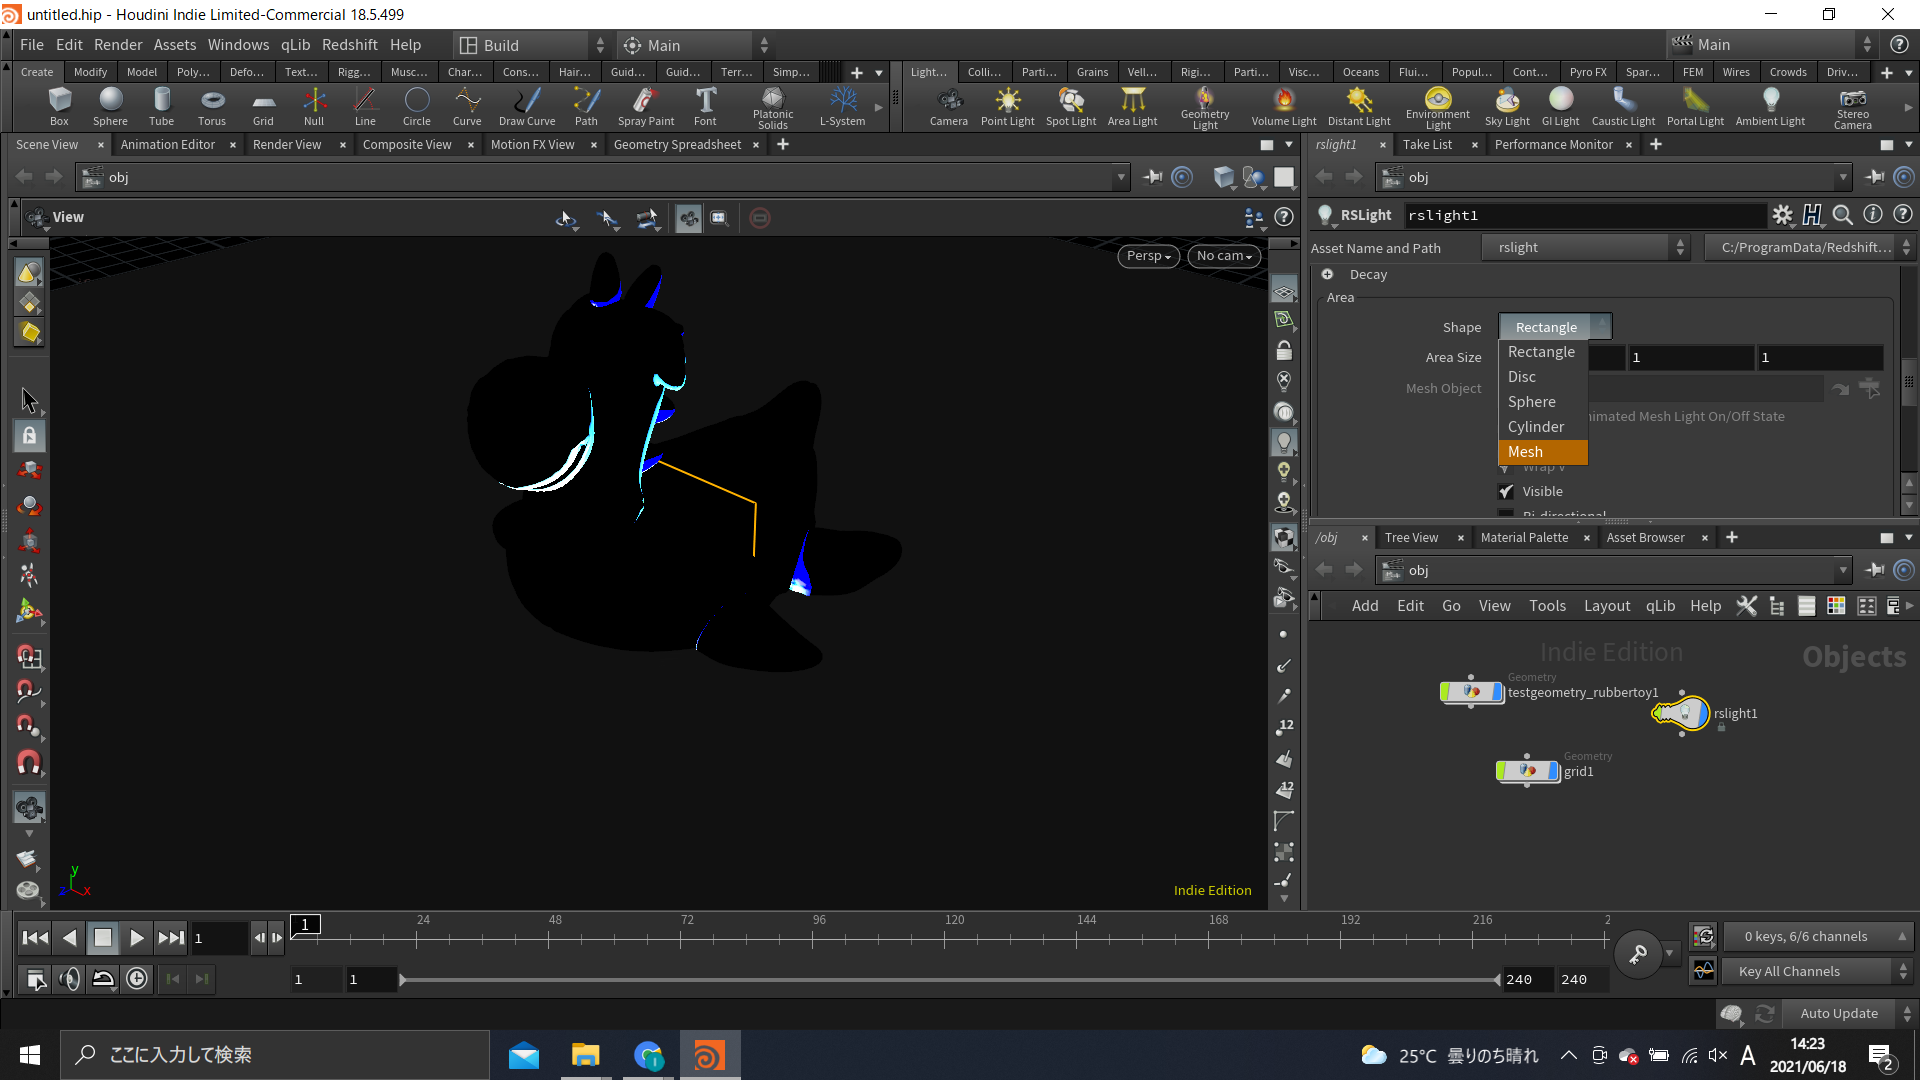 untitled.hip - Houdini Indie Limited-Commercial 18.5.499
File Edit Render Assets Windows qLib Redshift Help Build Main Main
Create Modify Model Poly... Defo... Text... Rigg... Musc... Char... Cons... Hair... Guid... Guid... Terr... Simp...
Light... Colli... Parti... Grains Vell... Rigi... Parti... Visc... Oceans Flui... Popul... Cont... Pyro FX Spar... FEM Wires Crowds Driv...
Box Sphere Tube Torus Grid Null Line Circle Curve Draw Curve Path Spray Paint Font Platonic Solids L-System
Camera Point Light Spot Light Area Light Geometry Light Volume Light Distant Light Environment Light Sky Light GI Light Caustic Light Portal Light Ambient Light Stereo Camera
Scene View Animation Editor Render View Composite View Motion FX View Geometry Spreadsheet
rslight1 Take List Performance Monitor
obj
obj
View
RSLight rslight1
Asset Name and Path rslight C:/ProgramData/Redshift...
Persp No cam
Decay
Area
Shape Rectangle
Rectangle
Area Size 1 1
Disc
Mesh Object
Sphere
nimated Mesh Light On/Off State
Cylinder
Mesh
Wrap V
Visible
Bi-directional
/obj Tree View Material Palette Asset Browser
obj
Add Edit Go View Tools Layout qLib Help
Indie Edition
Objects
Geometry
testgeometry_rubbertoy1
rslight1
Geometry
grid1
12
12
y
z x
Indie Edition
1 1 24 48 72 96 120 144 168 192 216 2
0 keys, 6/6 channels
1 1 240 240
Key All Channels
Auto Update
ここに入力して検索
25°C 曇りのち晴れ
A
14:23
2021/06/18
2